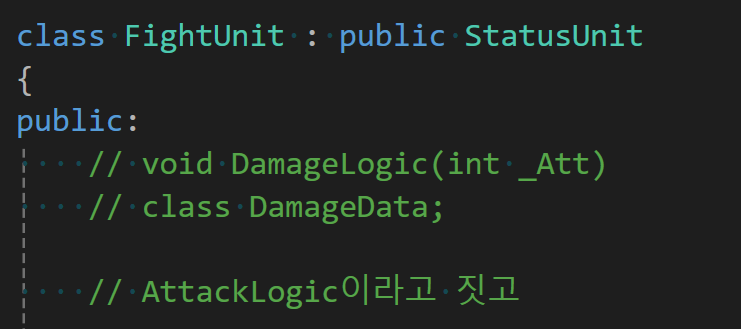 class FightUnit : public StatusUnit
{
public:
// void DamageLogic(int _Att)
// class DamageData;
// AttackLogic이라고 짓고